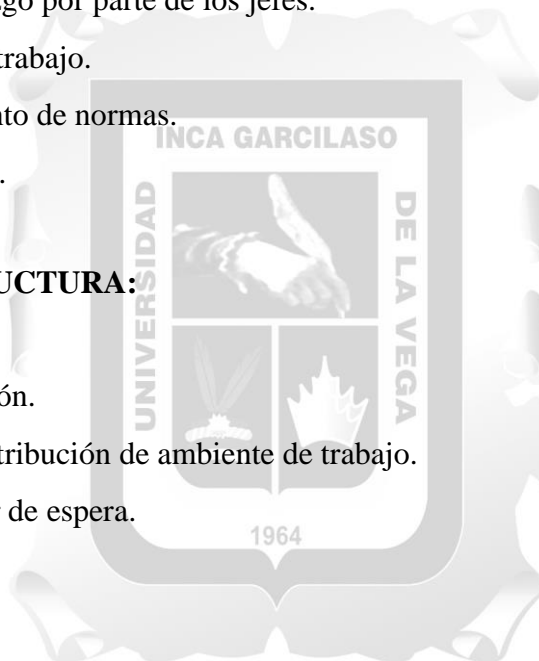 go por parte de los jefes.
trabajo.
nto de normas.
INCA GARCILASO
UNIVERSIDAD
DE LA VEGA
UCTURA:
ón.
tribución de ambiente de trabajo.
de espera.
1964